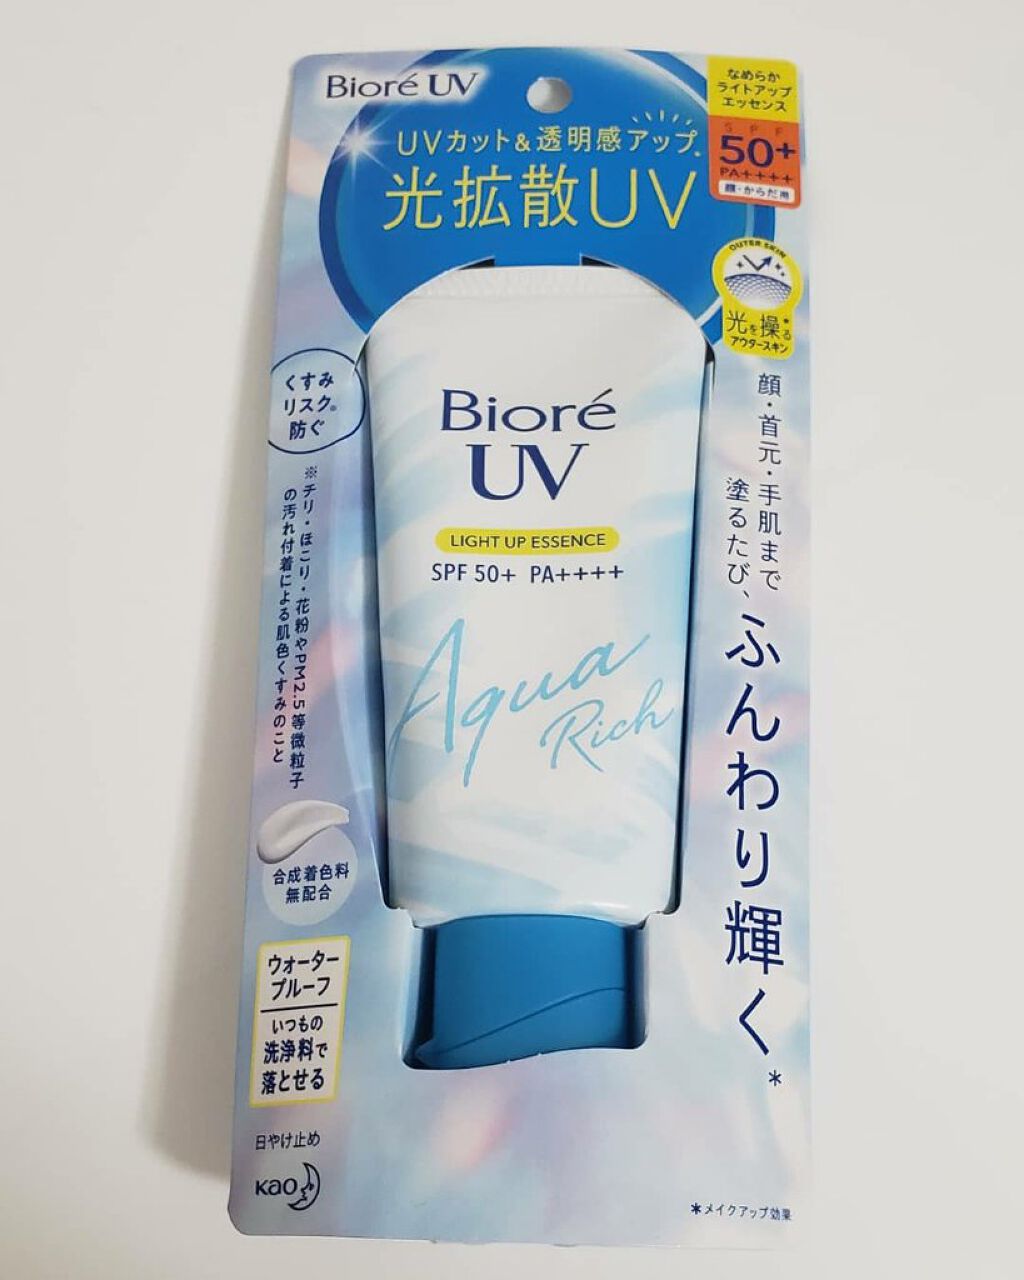 Bioré UV
UVカット&透明感アップ*
光拡散UV
なめらか
ライトアップ
エッセンス
SPF
50+
PA++++
顔・からだ用
OUTER SKIN
光を操る*
アウタースキン
くすみ
リスク※
防ぐ
※チリ・ほこり・花粉やPM2.5等微粒子
の汚れ付着による肌色くすみのこと
顔・首元・手肌まで
塗るたび、
ふんわり輝く*
Bioré
UV
LIGHT UP ESSENCE
SPF 50+ PA++++
Aqua
Rich
合成着色料
無配合
ウォーター
プルーフ
いつもの
洗浄料で
落とせる
日やけ止め
Kao
*メイクアップ効果